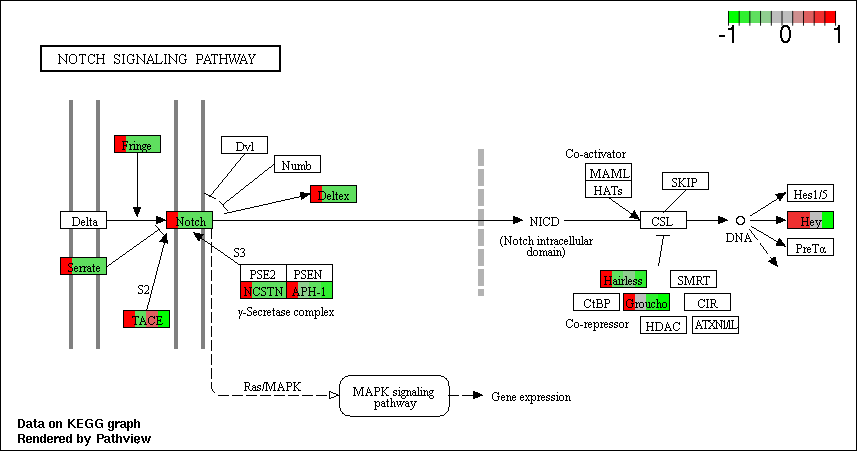 -1 0 1
NOTCH SIGNALING PATHWAY
Fringe
Dvl
Numb
Deltex
Delta
Notch
Serrate
S2
TACE
S3
PSE2 PSEN
NCSTN APH-1
γ-Secretase complex
NICD
(Notch intracellular
domain)
Co-activator
MAML
HATs
SKIP
CSL
DNA
Hes1/5
Hey
PreTα
Hairless
SMRT
CtBP
Groucho
CIR
Co-repressor
HDAC
Ras/MAPK
MAPK signaling
pathway
Gene expression
Data on KEGG graph
Rendered by Pathview